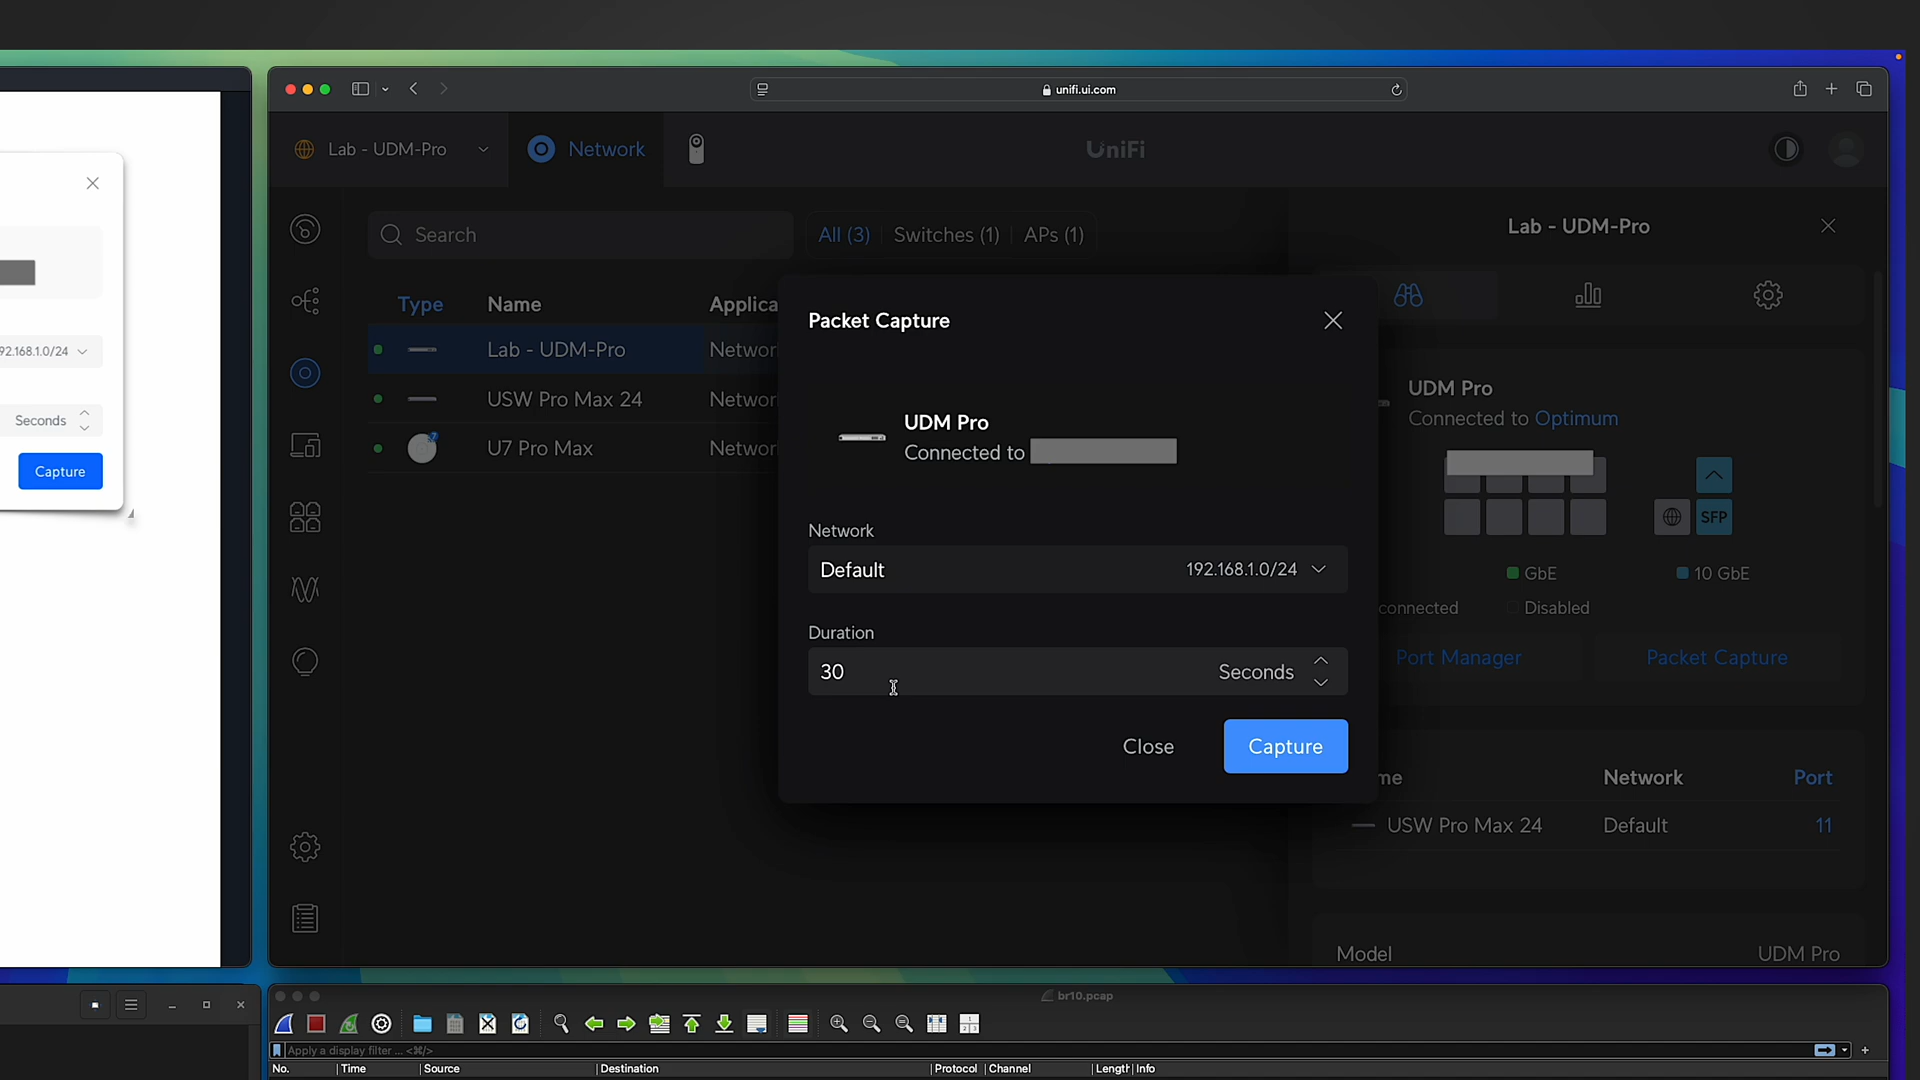 92.168.1.0/24
Seconds
Capture
unifi.ui.com
Lab - UDM-Pro
Network
UniFi
Search
All (3)
Switches (1)
APs (1)
Lab - UDM-Pro
Type
Name
Applica
Lab - UDM-Pro
Networ
USW Pro Max 24
Networ
U7 Pro Max
Networ
Packet Capture
UDM Pro
Connected to
Network
Default
192.168.1.0/24
Duration
30
Seconds
Close
Capture
UDM Pro
Connected to Optimum
SFP
GbE
10 GbE
connected
Disabled
Port Manager
Packet Capture
me
Network
Port
USW Pro Max 24
Default
11
Model
UDM Pro
br10.pcap
Apply a display filter ... <⌘/>
No.
Time
Source
Destination
Protocol
Channel
Length
Info